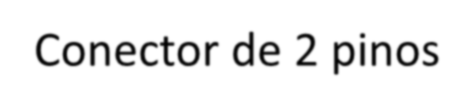 Conector de 2 pinos